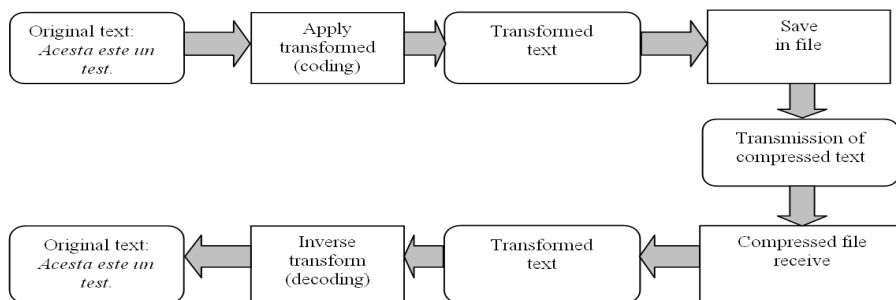 Original text:
Acesta este un
test.
Apply
transformed
(coding)
Transformed
text
Save
in file
Transmission of
compressed text
Compressed file
receive
Transformed
text
Inverse
transform
(decoding)
Original text:
Acesta este un
test.